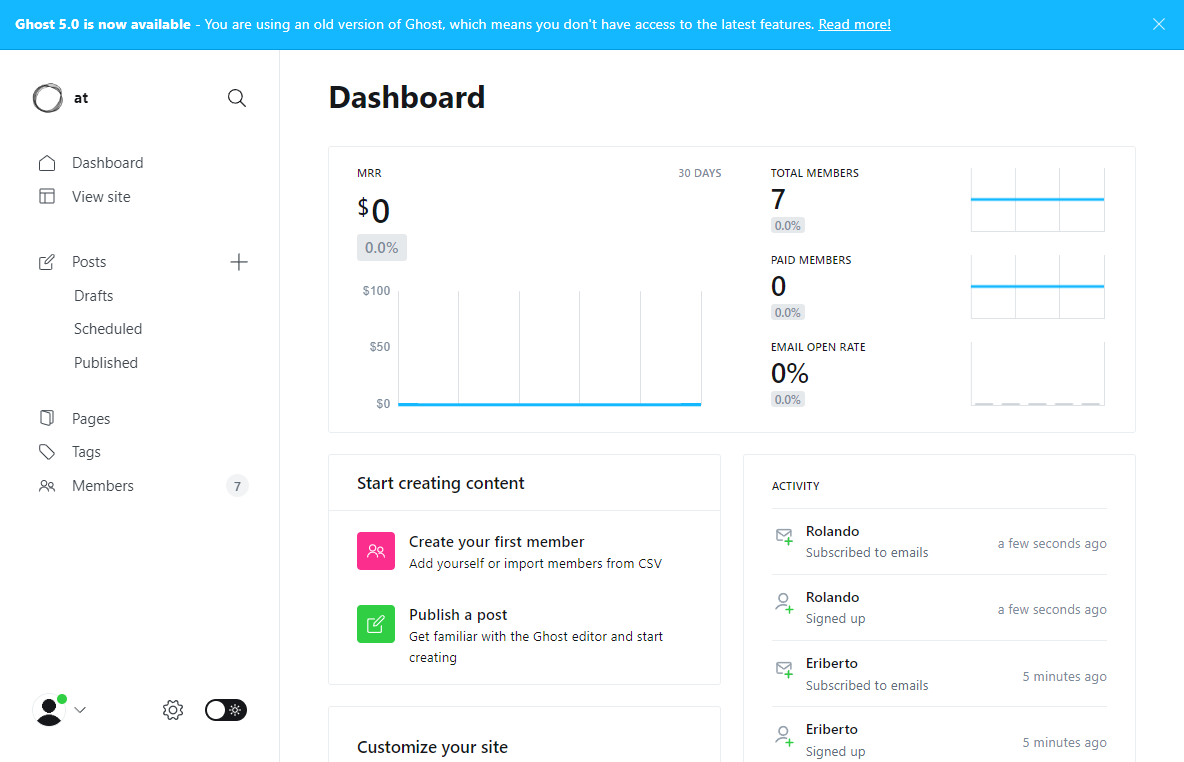 Ghost 5.0 is now available - You are using an old version of Ghost, which means you don't have access to the latest features. Read more!
at
Dashboard
View site
Posts
Drafts
Scheduled
Published
Pages
Tags
Members 7
Dashboard
MRR 30 DAYS
$0
0.0%
$100
$50
$0
TOTAL MEMBERS
7
0.0%
PAID MEMBERS
0
0.0%
EMAIL OPEN RATE
0%
0.0%
Start creating content
Create your first member
Add yourself or import members from CSV
Publish a post
Get familiar with the Ghost editor and start
creating
Customize your site
ACTIVITY
Rolando
Subscribed to emails
a few seconds ago
Rolando
Signed up
a few seconds ago
Eriberto
Subscribed to emails
5 minutes ago
Eriberto
Signed up
5 minutes ago